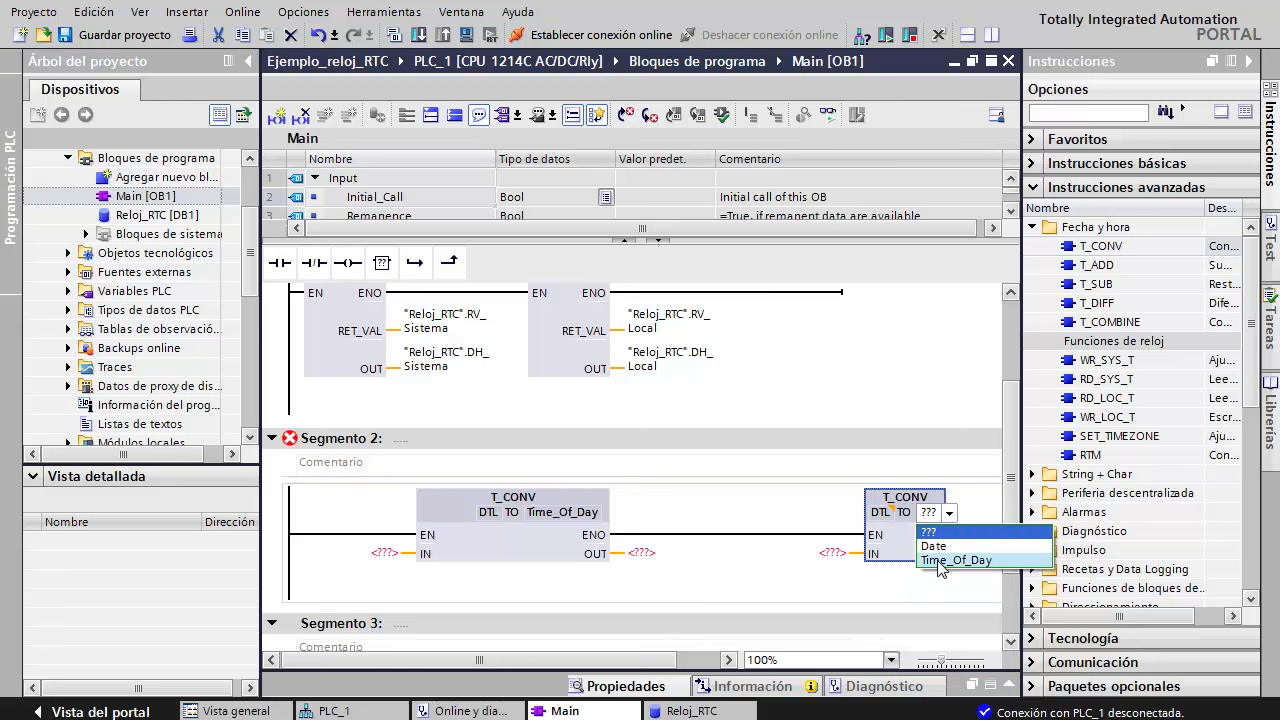 Proyecto Edición Ver Insertar Online Opciones Herramientas Ventana Ayuda
Totally Integrated Automation
PORTAL
Guardar proyecto Establecer conexión online Deshacer conexión online
Árbol del proyecto
Ejemplo_reloj_RTC PLC_1 [CPU 1214C AC/DC/Rly] Bloques de programa Main [OB1]
Instrucciones
Dispositivos
Opciones
Programación PLC
Bloques de programa
Agregar nuevo bl...
Main [OB1]
Reloj_RTC [DB1]
Bloques de sistema
Objetos tecnológicos
Fuentes externas
Variables PLC
Tipos de datos PLC
Tablas de observació...
Backups online
Traces
Datos de proxy de dis...
Información del prog...
Listas de textos
Módulos locales
Vista detallada
Nombre Dirección
Main
Nombre Tipo de datos Valor predet. Comentario
1 Input
2 Initial_Call Bool Initial call of this OB
3 Remanence Bool =True, if remanent data are available
??
EN ENO EN ENO
"Reloj_RTC".RV_ "Reloj_RTC".RV_
RET_VAL Sistema RET_VAL Local
"Reloj_RTC".DH_ "Reloj_RTC".DH_
OUT Sistema OUT Local
Segmento 2: .....
Comentario
T_CONV T_CONV
DTL TO Time_Of_Day DTL TO ???
EN ENO EN
<???> IN OUT <???> <???> IN
???
Date
Time_Of_Day
Segmento 3: .....
Comentario
100%
Propiedades Información Diagnóstico
Favoritos
Instrucciones básicas
Instrucciones avanzadas
Nombre Des...
Fecha y hora
T_CONV Con...
T_ADD Su...
T_SUB Rest...
T_DIFF Dife...
T_COMBINE Co...
Funciones de reloj
WR_SYS_T Aju...
RD_SYS_T Lee...
RD_LOC_T Lee...
WR_LOC_T Escr...
SET_TIMEZONE Aju...
RTM Con...
String + Char
Periferia descentralizada
Alarmas
Diagnóstico
Impulso
Recetas y Data Logging
Funciones de bloques de...
Direccionamiento
Tecnología
Comunicación
Paquetes opcionales
Instrucciones
Test
Tareas
Librerías
Vista del portal Vista general PLC_1 Online y dia... Main Reloj_RTC Conexión con PLC_1 desconectada.